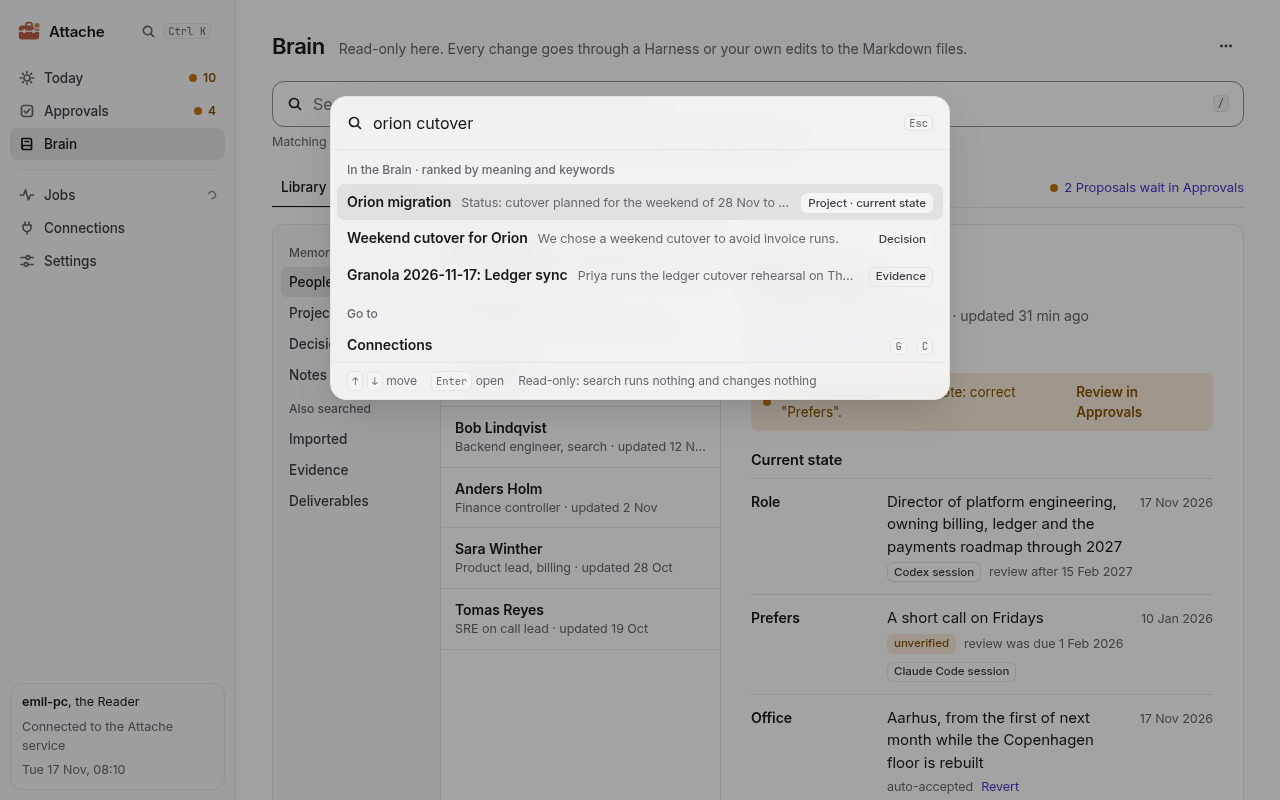 Attache
Ctrl K
Today
10
Approvals
4
Brain
Jobs
Connections
Settings
emil-pc, the Reader
Connected to the Attache
service
Tue 17 Nov, 08:10
Brain
Read-only here. Every change goes through a Harness or your own edits to the Markdown files.
/
Matching
Library
2 Proposals wait in Approvals
orion cutover
Esc
In the Brain · ranked by meaning and keywords
Orion migration Status: cutover planned for the weekend of 28 Nov to ... Project · current state
Weekend cutover for Orion We chose a weekend cutover to avoid invoice runs. Decision
Granola 2026-11-17: Ledger sync Priya runs the ledger cutover rehearsal on Th... Evidence
Go to
Connections G C
↑ ↓ move Enter open Read-only: search runs nothing and changes nothing
Notes
Also searched
Imported
Evidence
Deliverables
Bob Lindqvist
Backend engineer, search · updated 12 N...
Anders Holm
Finance controller · updated 2 Nov
Sara Winther
Product lead, billing · updated 28 Oct
Tomas Reyes
SRE on call lead · updated 19 Oct
· updated 31 min ago
correct
"Prefers".
Review in
Approvals
Current state
Role
Director of platform engineering,
owning billing, ledger and the
payments roadmap through 2027
17 Nov 2026
Codex session review after 15 Feb 2027
Prefers
A short call on Fridays
10 Jan 2026
unverified review was due 1 Feb 2026
Claude Code session
Office
Aarhus, from the first of next
month while the Copenhagen
floor is rebuilt
17 Nov 2026
auto-accepted Revert